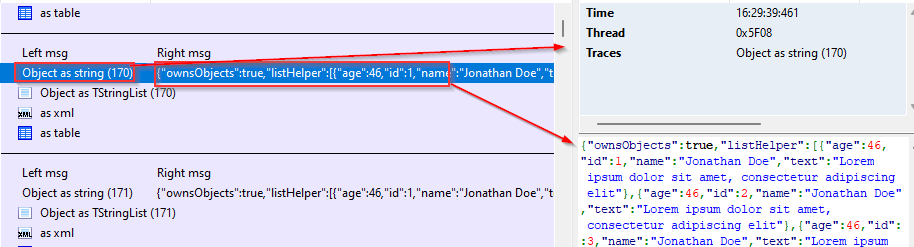 as table
Left msg Right msg
Object as string (170) {"ownsObjects":true,"listHelper":[[{"age":46,"id":1,"name":"Jonathan Doe","t
Object as TStringList (170)
XML as xml
as table
Left msg Right msg
Object as string (171) {"ownsObjects":true,"listHelper":[[{"age":46,"id":1,"name":"Jonathan Doe","t
Object as TStringList (171)
XML as xml
as table
Time 16:29:39:461
Thread 0x5F08
Traces Object as string (170)
{"ownsObjects":true,"listHelper":[[{"age":46,
"id":1,"name":"Jonathan Doe","text":"Lorem
ipsum dolor sit amet, consectetur adipiscing
elit"},{"age":46,"id":2,"name":"Jonathan Doe"
,"text":"Lorem ipsum dolor sit amet,
consectetur adipiscing elit"},{"age":46,"id"
:3,"name":"Jonathan Doe","text":"Lorem ipsum